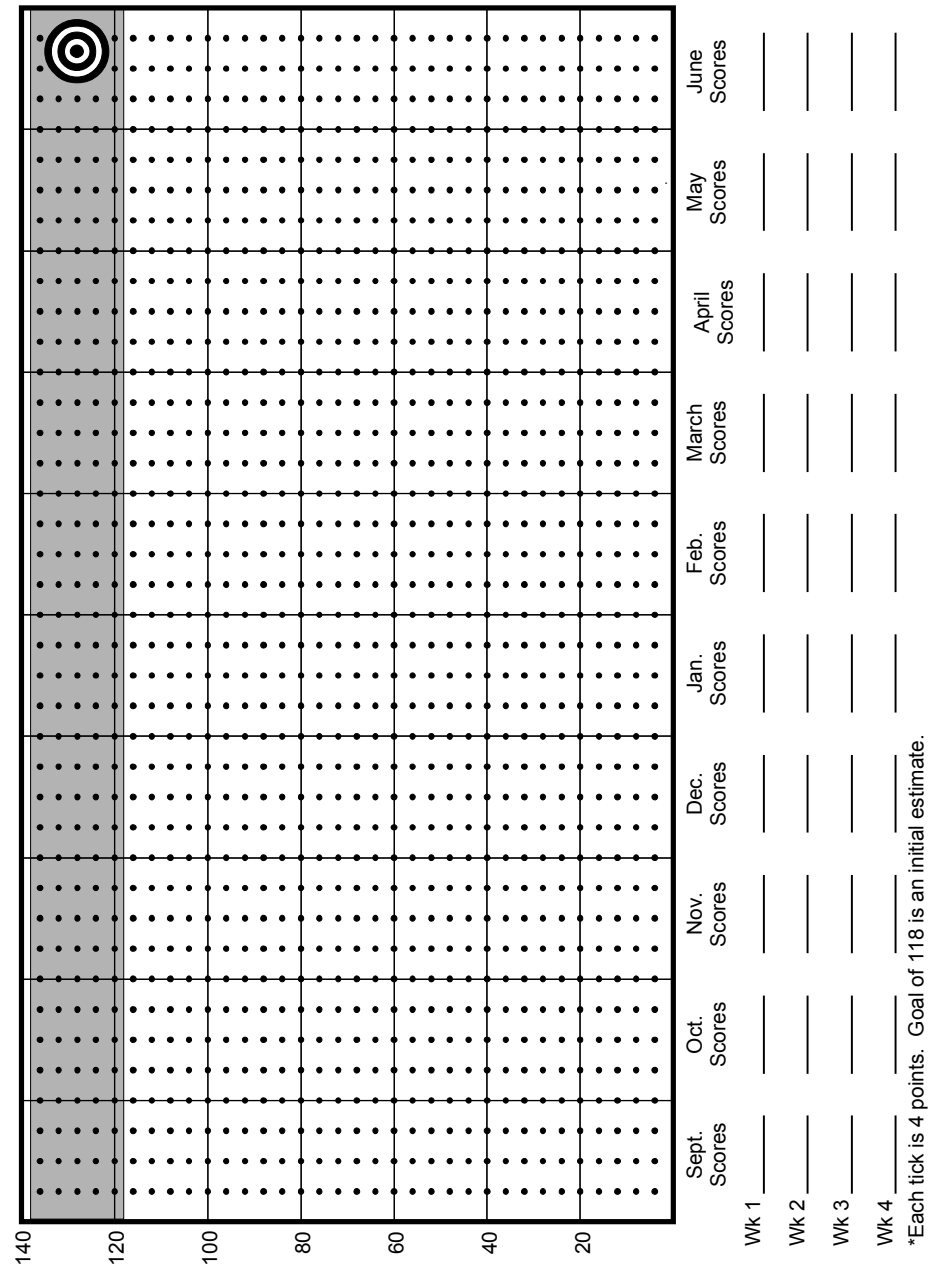 140
120
100
80
60
40
20
Sept.
Scores
Oct.
Scores
Nov.
Scores
Dec.
Scores
Jan.
Scores
Feb.
Scores
March
Scores
April
Scores
May
Scores
June
Scores
Wk 1
Wk 2
Wk 3
Wk 4
*Each tick is 4 points. Goal of 118 is an initial estimate.